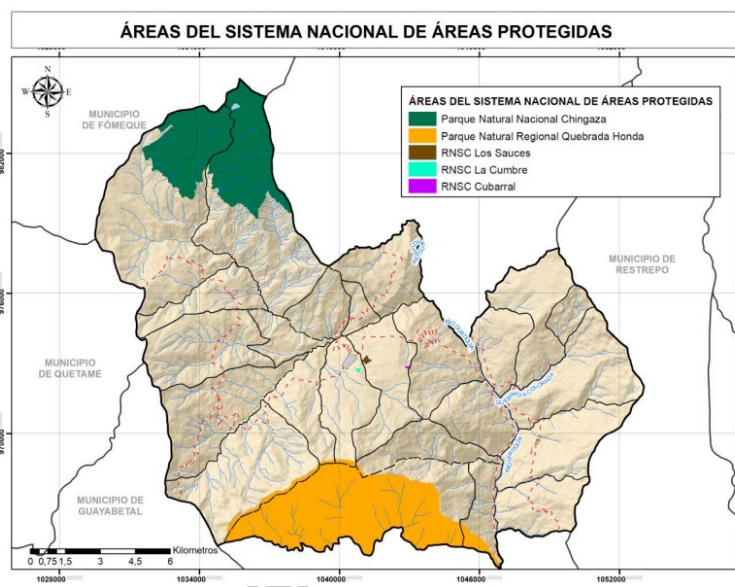 ÁREAS DEL SISTEMA NACIONAL DE ÁREAS PROTEGIDAS
N
W E
S
MUNICIPIO
DE FÓMEQUE
ÁREAS DEL SISTEMA NACIONAL DE ÁREAS PROTEGIDAS
Parque Natural Nacional Chingaza
Parque Natural Regional Quebrada Honda
RNSC Los Sauces
RNSC La Cumbre
RNSC Cubarral
982000
MUNICIPIO DE
RESTREPO
976000
MUNICIPIO
DE QUETAME
970000
MUNICIPIO DE
GUAYABETAL
Kilometros
0 0,75 1,5 3 4,5 6
1028000 1034000 1040000 1046000 1052000